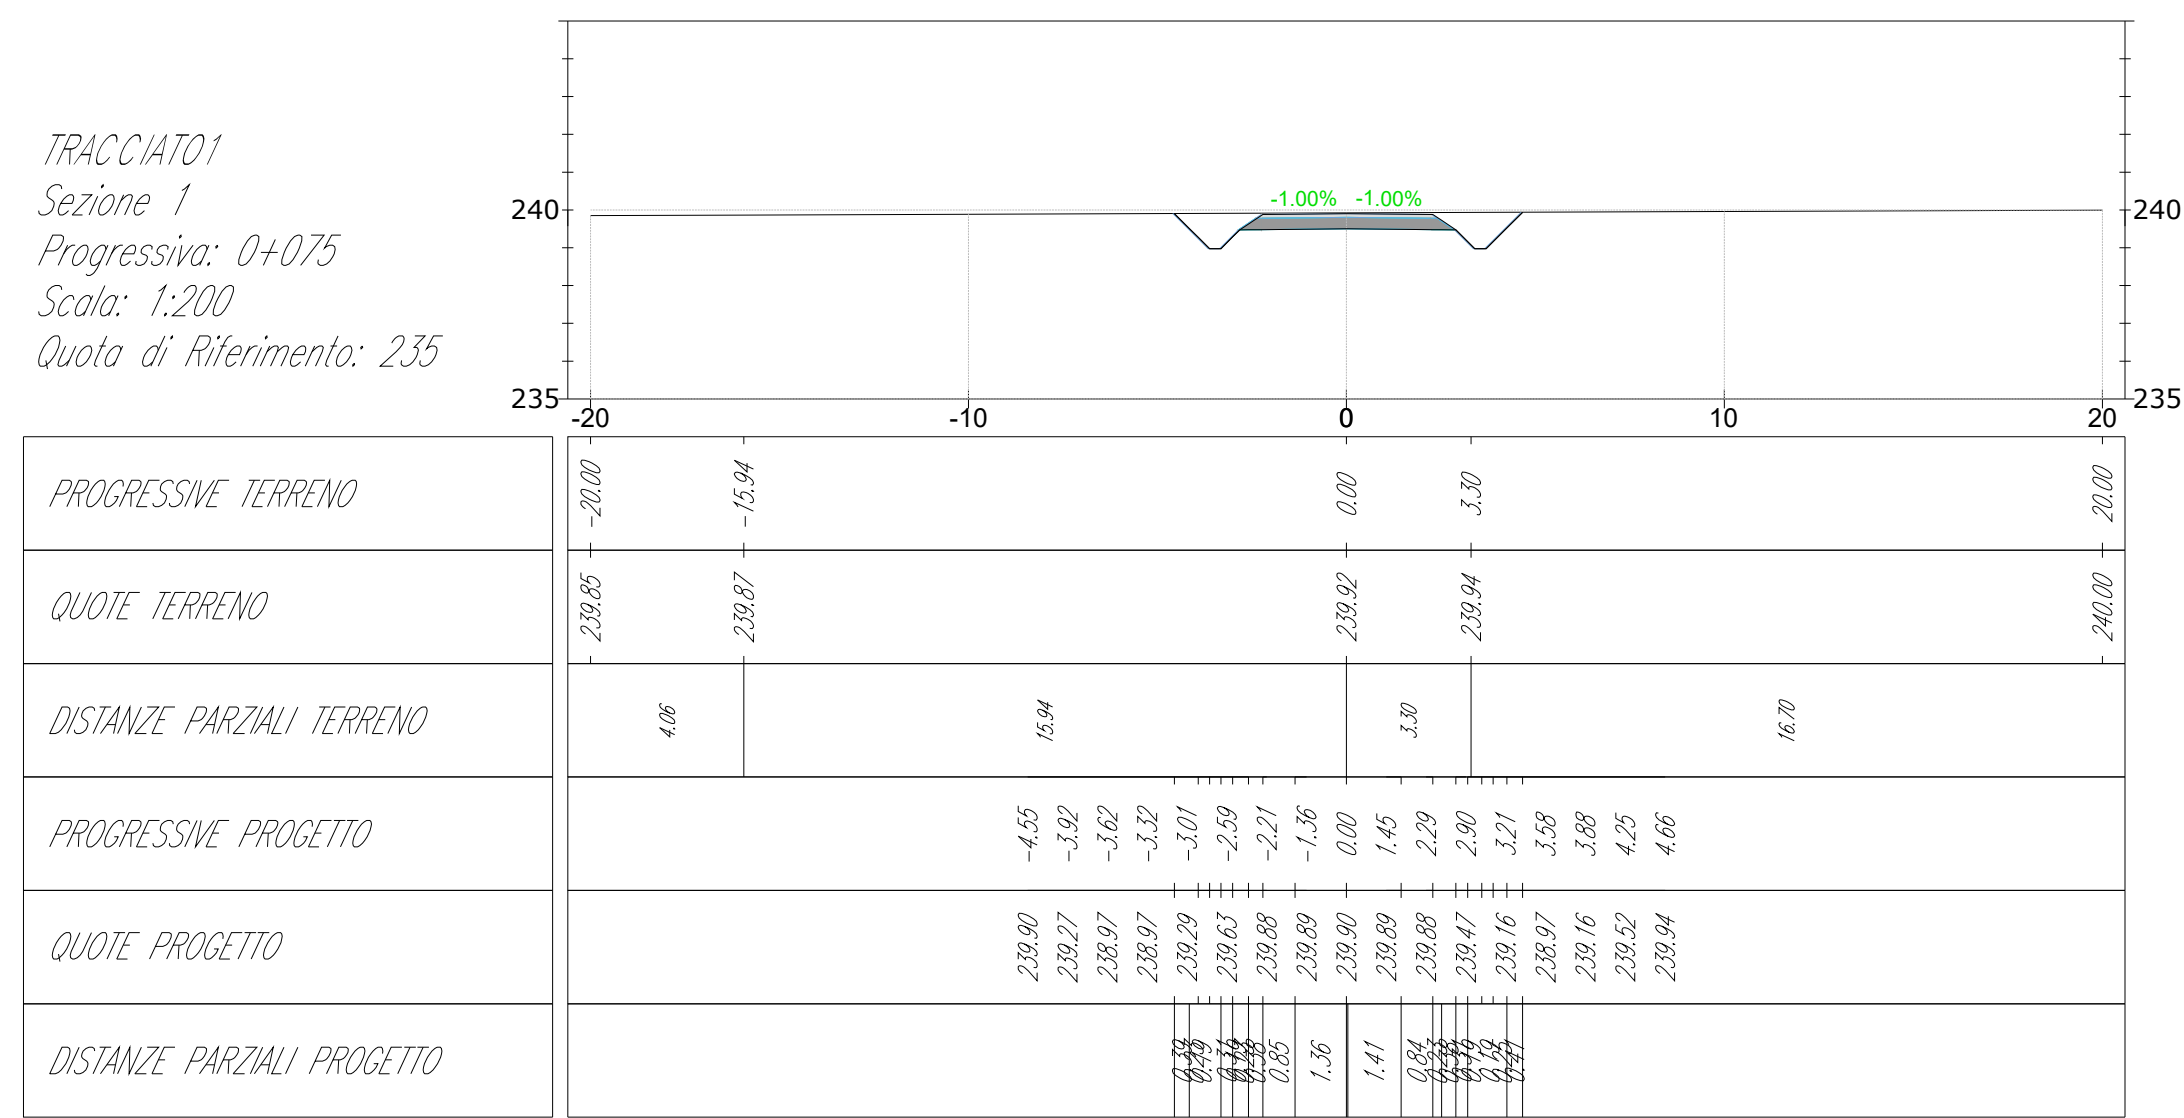 TRACCIATO1
Sezione 1
Progressiva: 0+075
Scala: 1:200
Quota di Riferimento: 235
-1.00% -1.00%
240 240
235 235
-20 -10 0 10 20
PROGRESSIVE TERRENO -20.00 -15.94 0.00 3.30 20.00
QUOTE TERRENO 239.85 239.87 239.92 239.94 240.00
DISTANZE PARZIALI TERRENO 4.06 15.94 3.30 16.70
PROGRESSIVE PROGETTO -4.55 -3.92 -3.62 -3.32 -3.01 -2.59 -2.21 -1.36 0.00 1.45 2.29 2.90 3.21 3.58 3.88 4.25 4.66
QUOTE PROGETTO 239.90 239.27 238.97 238.97 239.29 239.63 239.88 239.89 239.90 239.89 239.88 239.47 239.16 238.97 239.16 239.52 239.94
DISTANZE PARZIALI PROGETTO 0.85 1.36 1.41 0.84 0.41